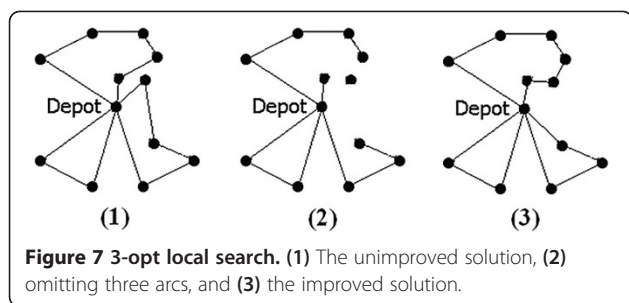 Depot Depot Depot
(1) (2) (3)
Figure 7 3-opt local search. (1) The unimproved solution, (2)
omitting three arcs, and (3) the improved solution.